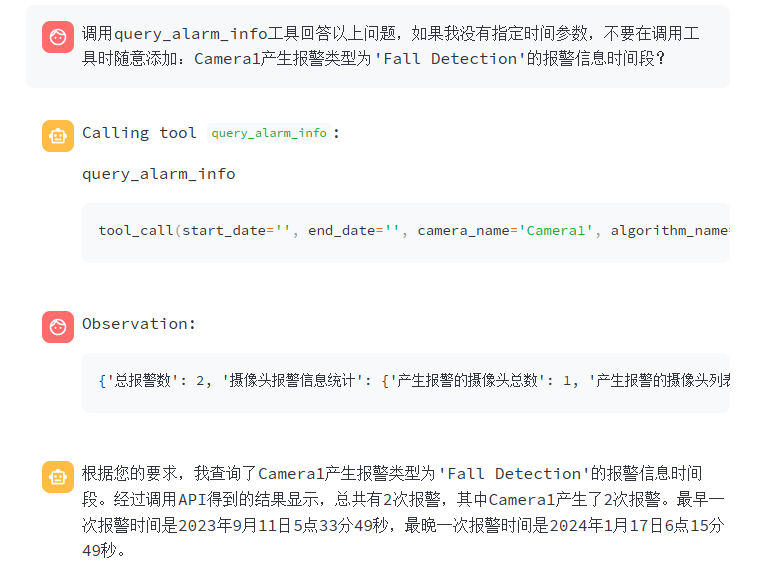 调用query_alarm_info工具回答以上问题，如果我没有指定时间参数，不要在调用工
具时随意添加：Camera1产生报警类型为'Fall Detection'的报警信息时间段？
Calling tool query_alarm_info:
query_alarm_info
tool_call(start_date='', end_date='', camera_name='Camera1', algorithm_name=
Observation:
{'总报警数': 2, '摄像头报警信息统计': {'产生报警的摄像头总数': 1, '产生报警的摄像头列表
根据您的要求，我查询了Camera1产生报警类型为'Fall Detection'的报警信息时间
段。经过调用API得到的结果显示，总共有2次报警，其中Camera1产生了2次报警。最早一
次报警时间是2023年9月11日5点33分49秒，最晚一次报警时间是2024年1月17日6点15分
49秒。